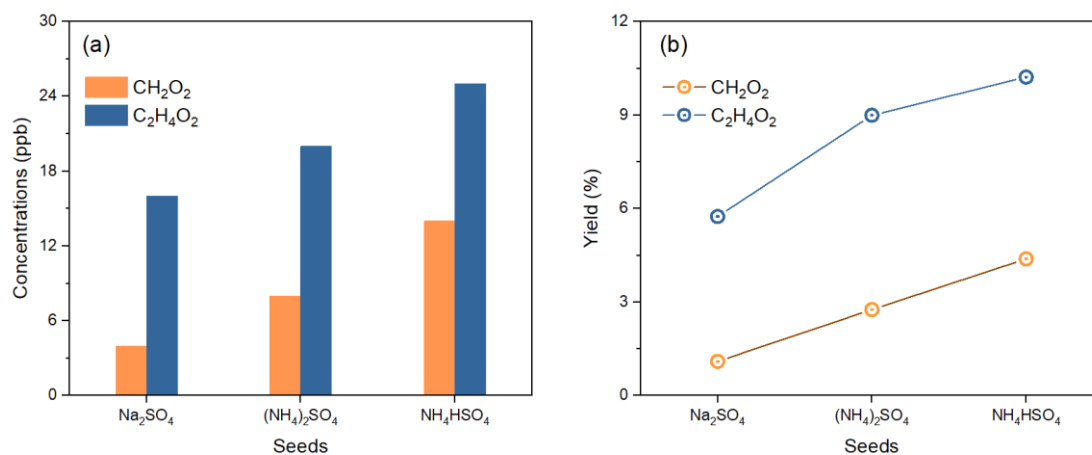 (a)
CH₂O₂
C₂H₄O₂
Concentrations (ppb)
30
24
18
12
6
0
Na₂SO₄
(NH₄)₂SO₄
NH₄HSO₄
Seeds
(b)
CH₂O₂
C₂H₄O₂
Yield (%)
12
9
6
3
0
Na₂SO₄
(NH₄)₂SO₄
NH₄HSO₄
Seeds